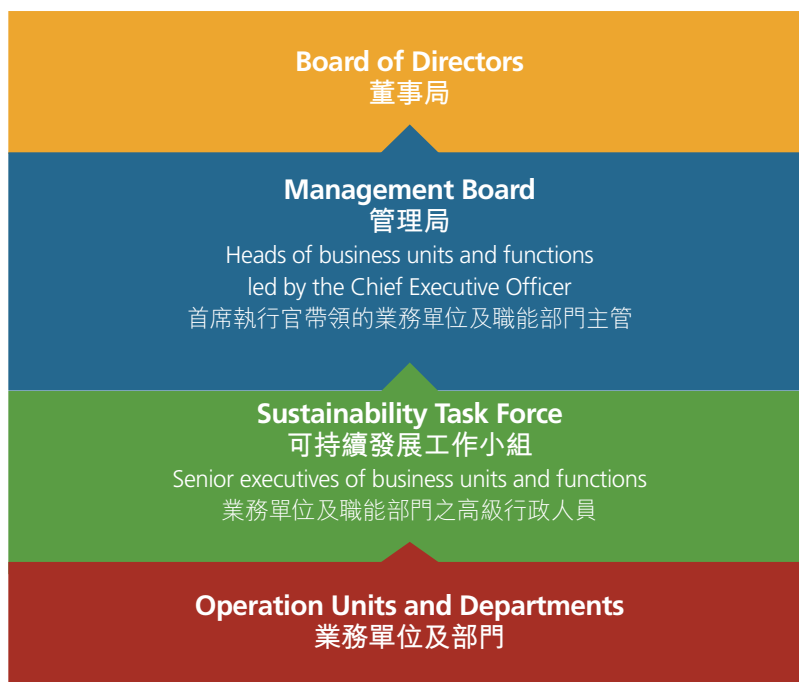 Board of Directors
董事局
Management Board
管理局
Heads of business units and functions
led by the Chief Executive Officer
首席執行官帶領的業務單位及職能部門主管
Sustainability Task Force
可持續發展工作小組
Senior executives of business units and functions
業務單位及職能部門之高級行政人員
Operation Units and Departments
業務單位及部門